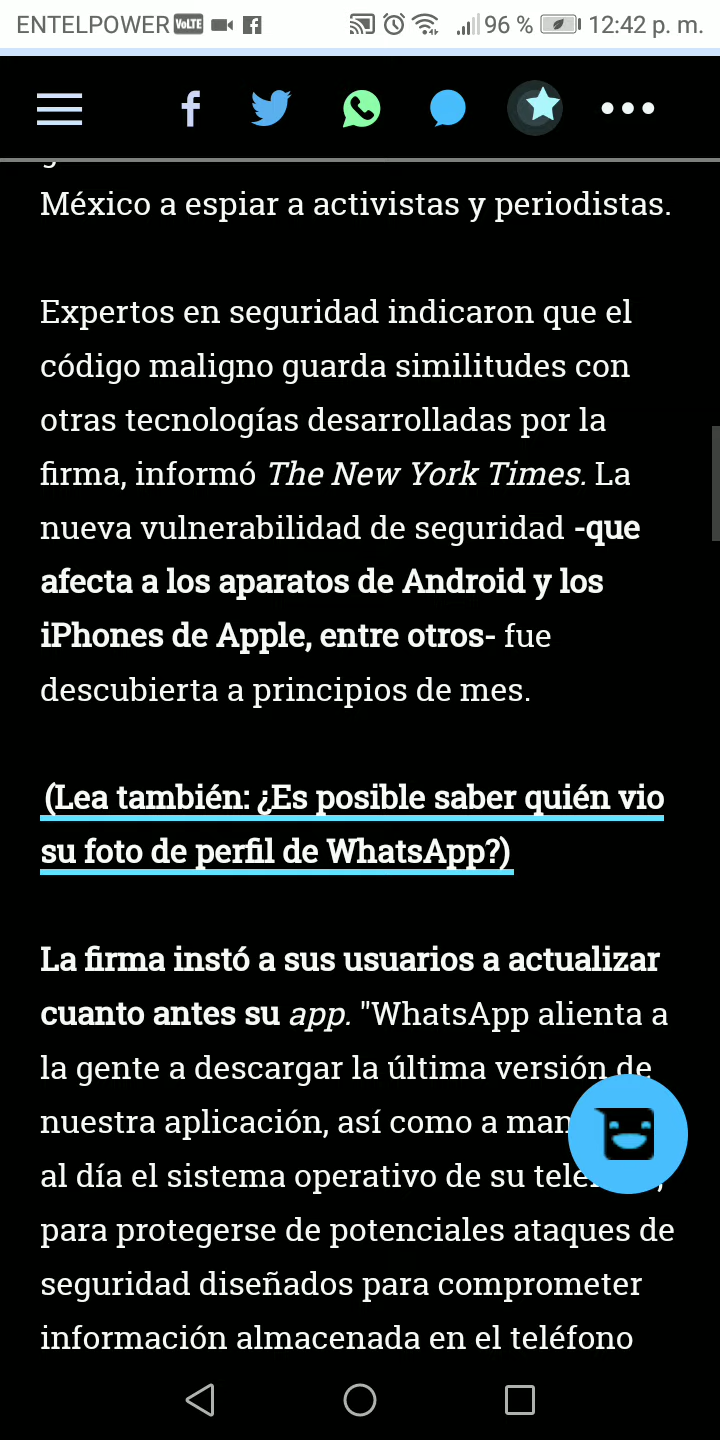 ENTELPOWER VoLTE 96 % 12:42 p. m.
México a espiar a activistas y periodistas.
Expertos en seguridad indicaron que el
código maligno guarda similitudes con
otras tecnologías desarrolladas por la
firma, informó The New York Times. La
nueva vulnerabilidad de seguridad -que
afecta a los aparatos de Android y los
iPhones de Apple, entre otros- fue
descubierta a principios de mes.
(Lea también: ¿Es posible saber quién vio
su foto de perfil de WhatsApp?)
La firma instó a sus usuarios a actualizar
cuanto antes su app. "WhatsApp alienta a
la gente a descargar la última versión de
nuestra aplicación, así como a
al día el sistema operativo de su
para protegerse de potenciales ataques de
seguridad diseñados para comprometer
información almacenada en el teléfono